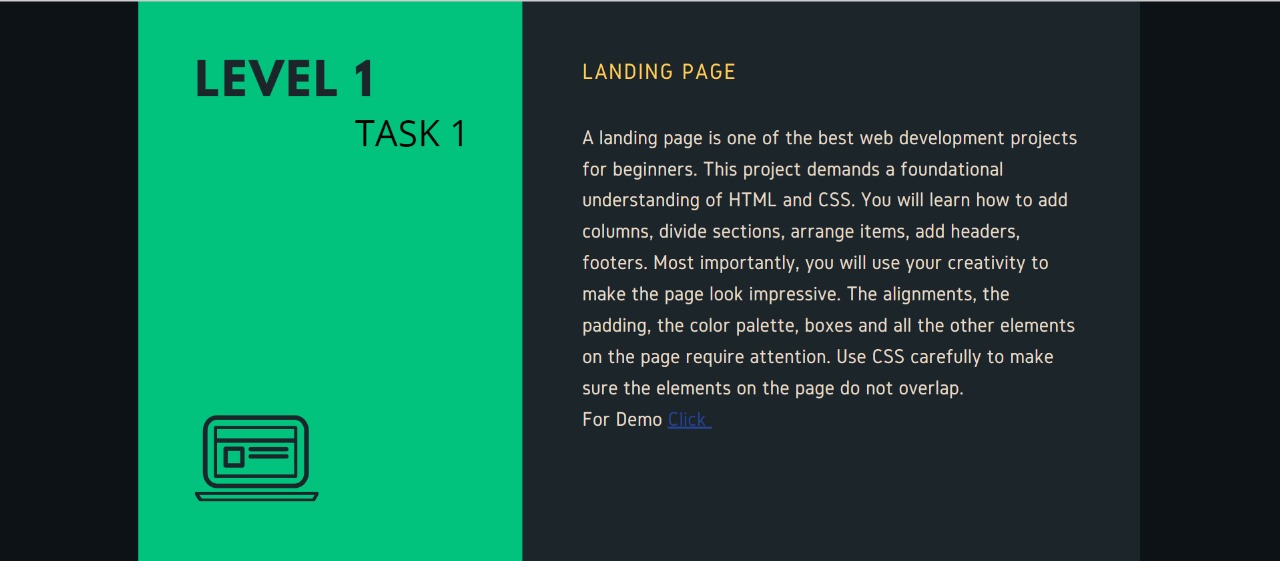 LEVEL 1
TASK 1
LANDING PAGE
A landing page is one of the best web development projects
for beginners. This project demands a foundational
understanding of HTML and CSS. You will learn how to add
columns, divide sections, arrange items, add headers,
footers. Most importantly, you will use your creativity to
make the page look impressive. The alignments, the
padding, the color palette, boxes and all the other elements
on the page require attention. Use CSS carefully to make
sure the elements on the page do not overlap.
For Demo Click